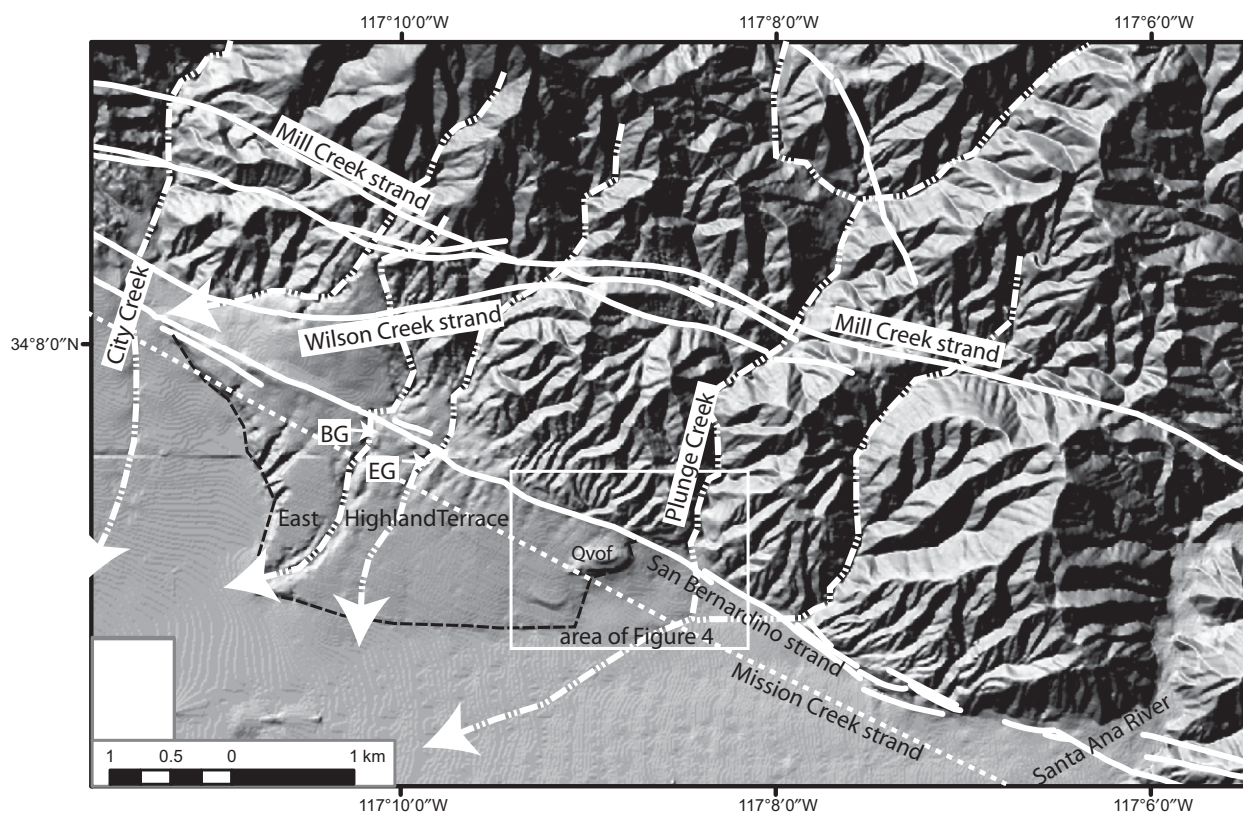 117°10′0″W
117°8′0″W
117°6′0″W
Mill Creek strand
City Creek
Wilson Creek strand
Mill Creek strand
34°8′0″N
Plunge Creek
BG
EG
East Highland Terrace
Qvof
San Bernardino strand
area of Figure 4
Mission Creek strand
Santa Ana River
1 0.5 0 1 km
117°10′0″W
117°8′0″W
117°6′0″W